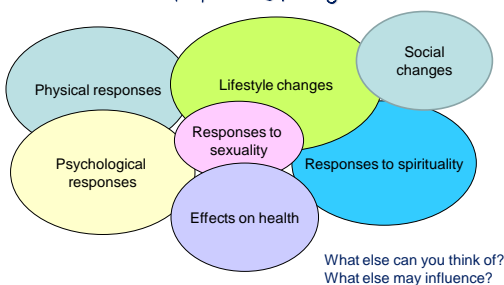 Social
changes
Physical responses
Lifestyle changes
Responses to
sexuality
Psychological
responses
Responses to spirituality
Effects on health
What else can you think of?
What else may influence?